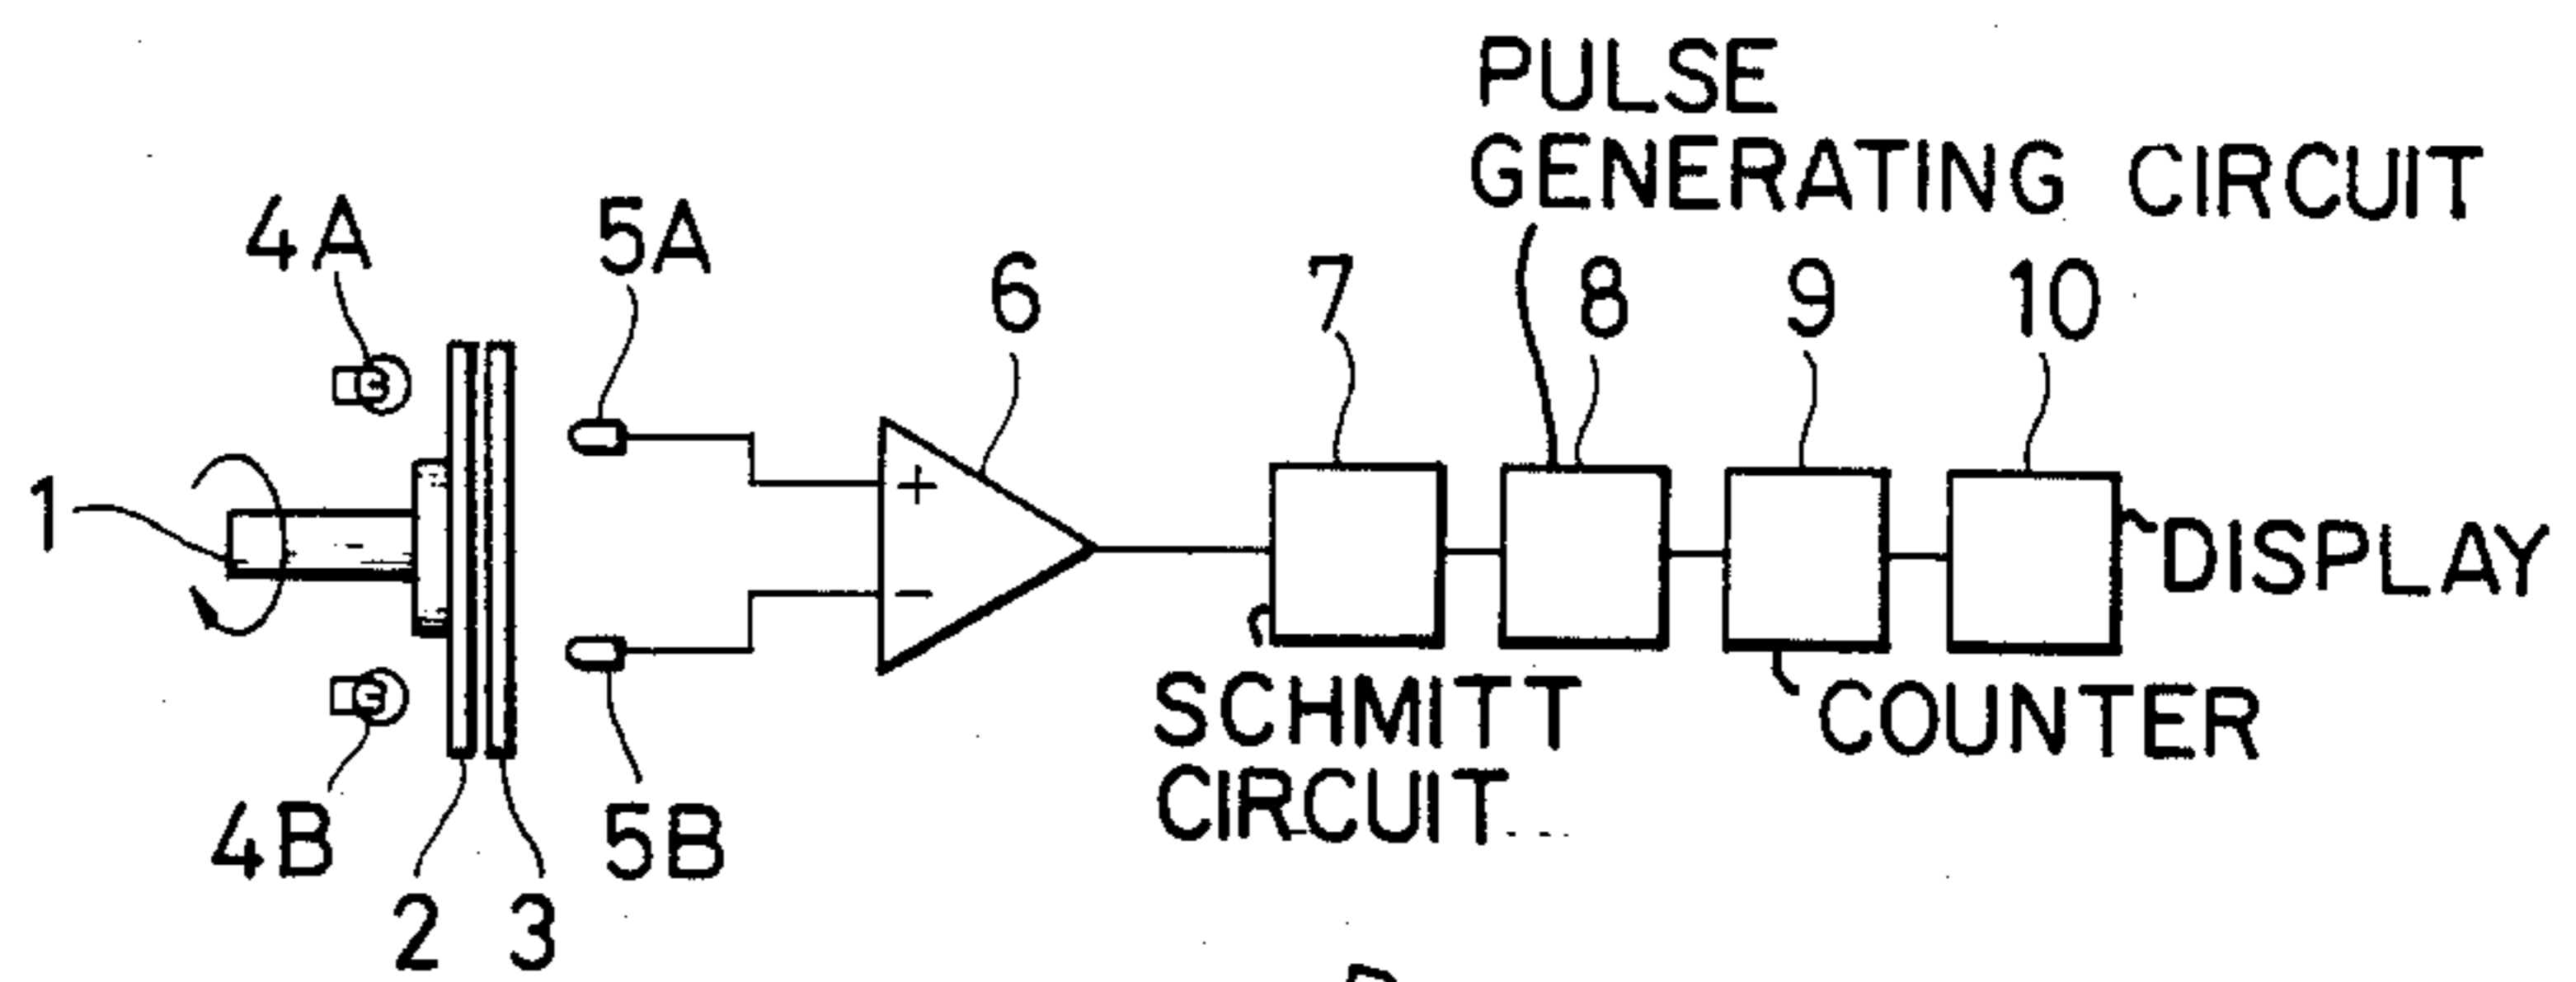 PULSE
GENERATING CIRCUIT
4A
5A
6
7
8
9
10
+
1
−
DISPLAY
SCHMITT
CIRCUIT
COUNTER
4B
5B
2
3